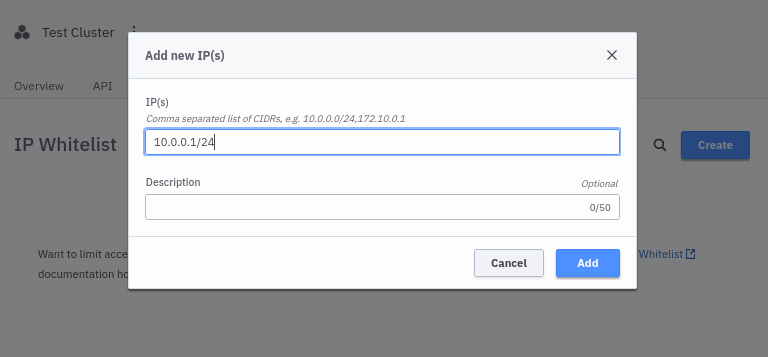 Test Cluster
Overview API
IP Whitelist
Create
Add new IP(s)
IP(s)
Comma separated list of CIDRs, e.g. 10.0.0.0/24,172.10.0.1
10.0.0.1/24
Description Optional
0/50
Cancel Add
Want to limit acce
Whitelist
documentation ho